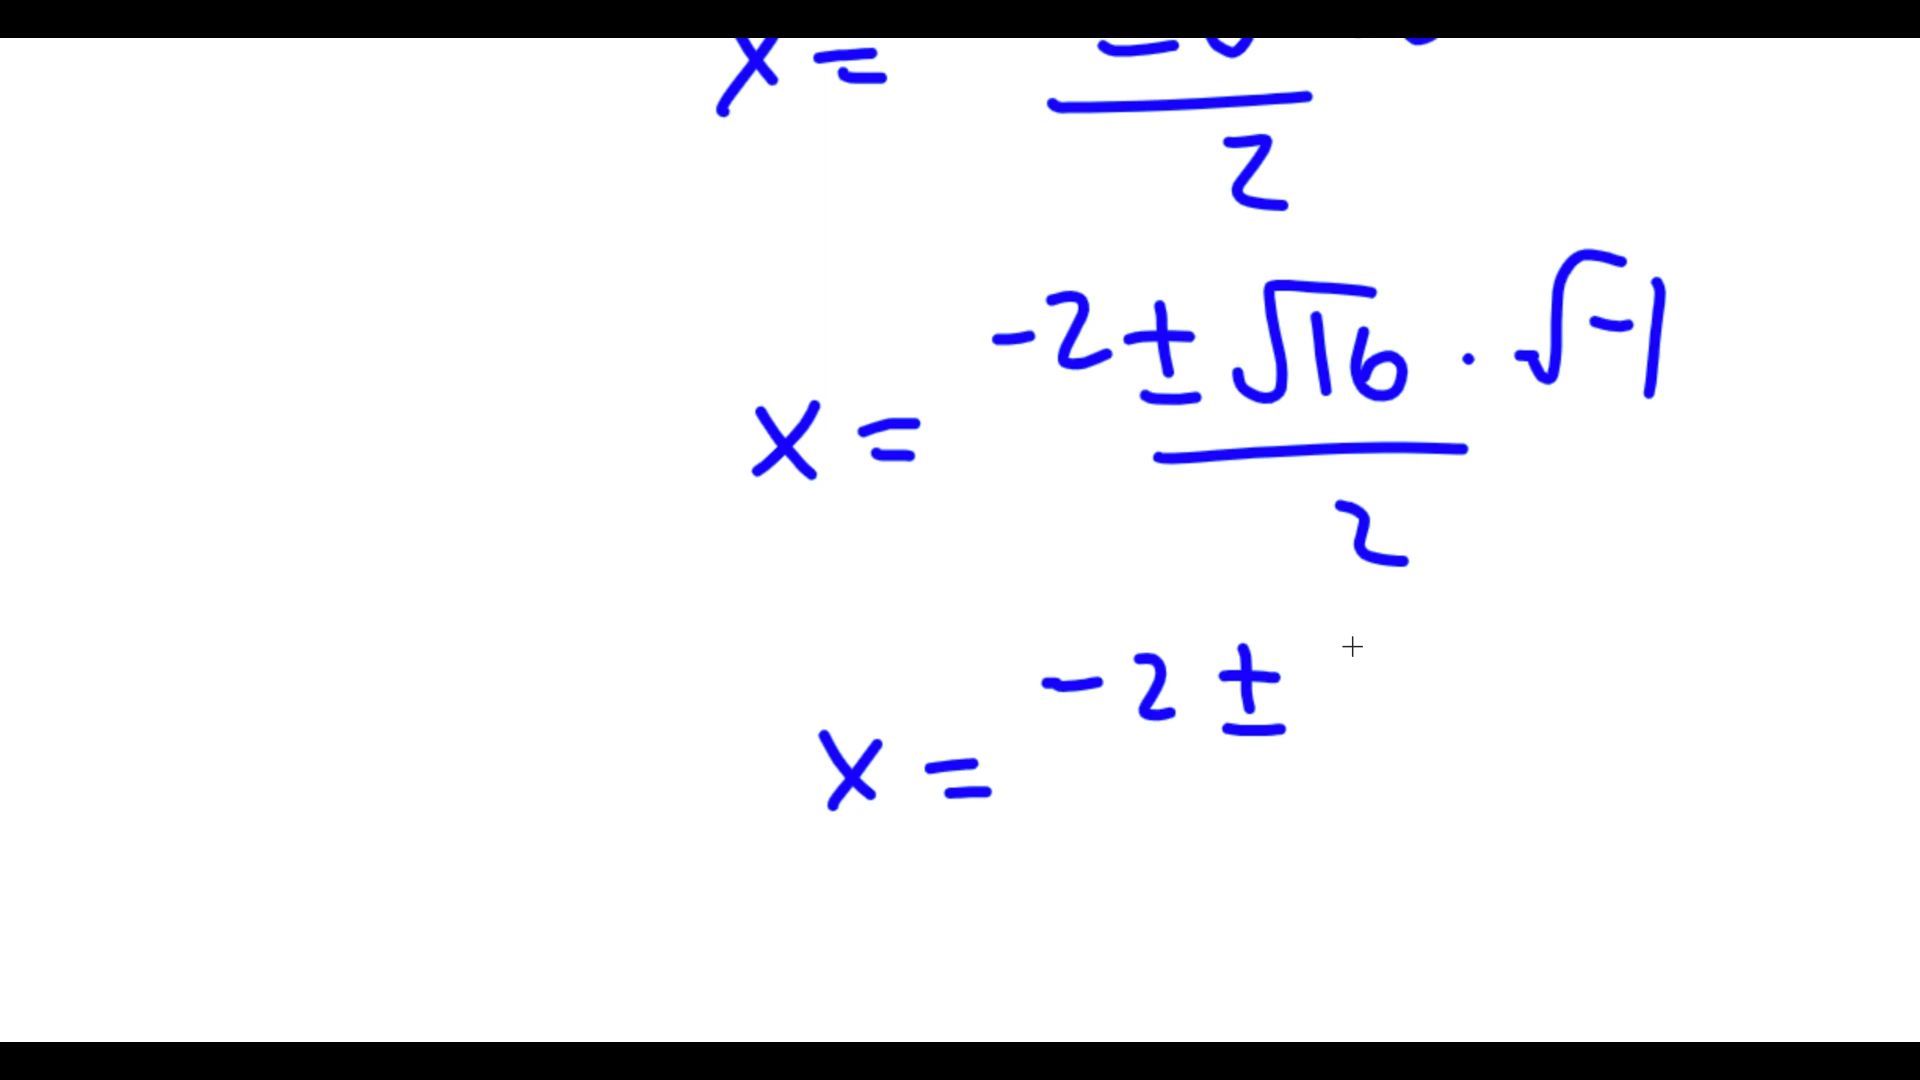 x =
2
x = -2 ± √16 · √-1
2
x = -2 ±